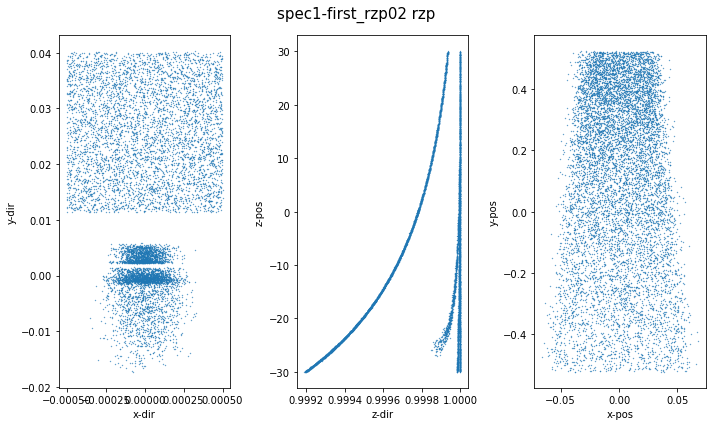 spec1-first_rzp02 rzp
0.04
0.03
0.02
0.01
0.00
−0.01
−0.02
y-dir
−0.00050 −0.00025 0.00000 0.00025 0.00050
x-dir
30
20
10
0
−10
−20
−30
z-pos
0.9992 0.9994 0.9996 0.9998 1.0000
z-dir
0.4
0.2
0.0
−0.2
−0.4
y-pos
−0.05 0.00 0.05
x-pos